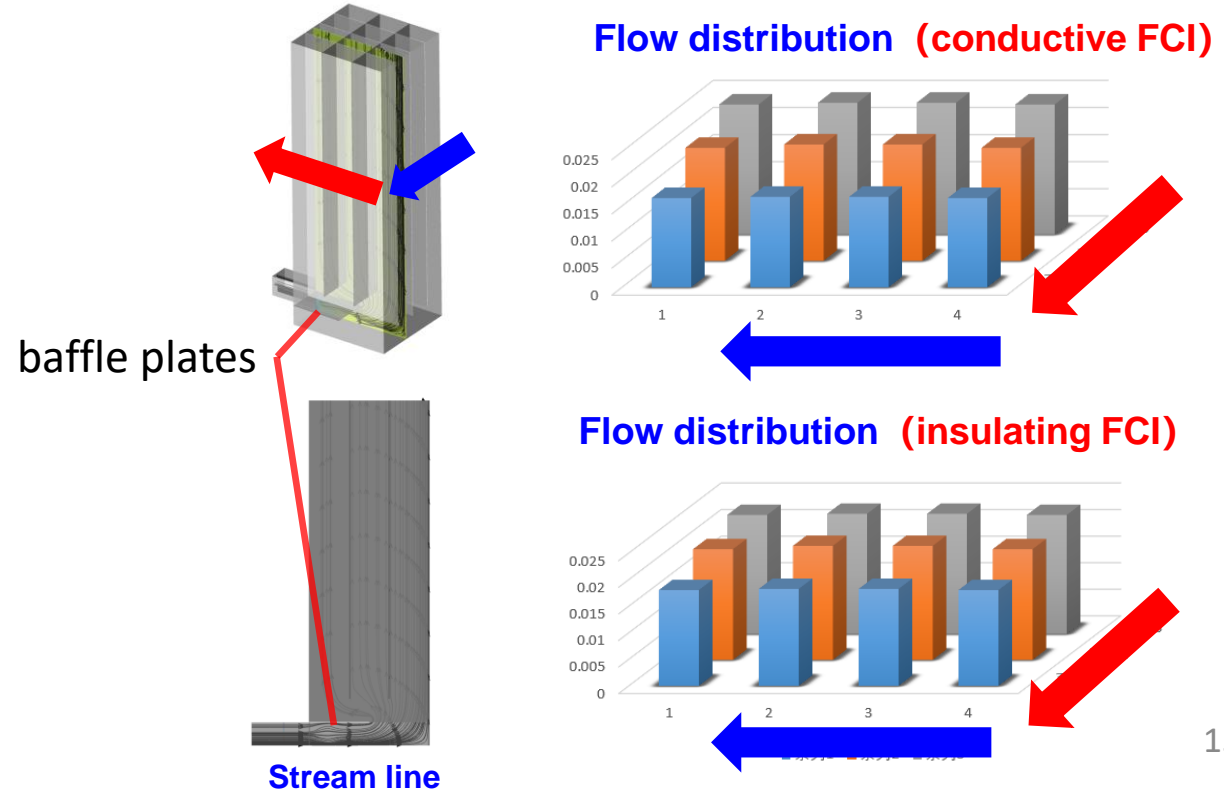 Flow distribution (conductive FCI)
0.025
0.02
0.015
0.01
0.005
0
1 2 3 4
baffle plates
Flow distribution (insulating FCI)
0.025
0.02
0.015
0.01
0.005
0
1 2 3 4
Stream line
1